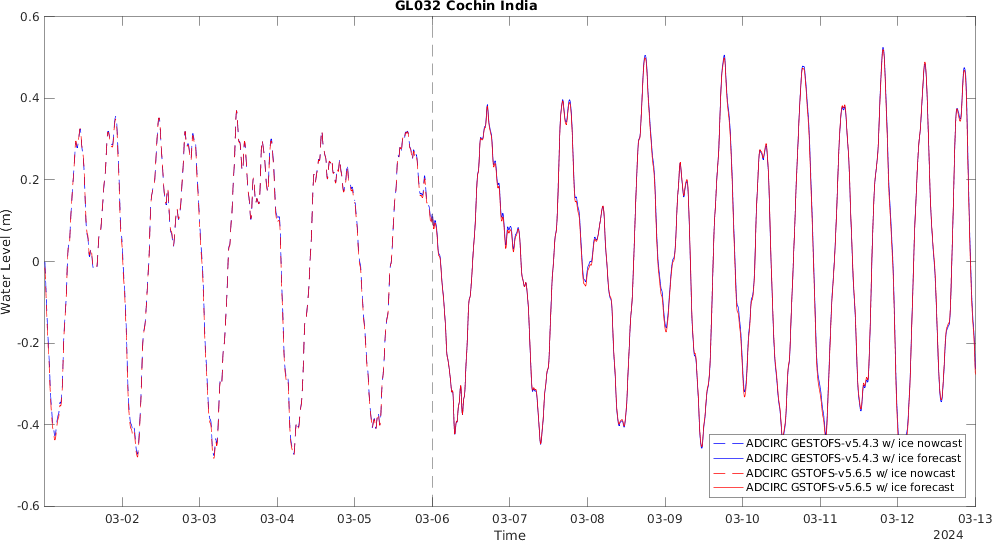 GL032 Cochin India
0.6
0.4
0.2
0
-0.2
-0.4
-0.6
Water Level (m)
ADCIRC GESTOFS-v5.4.3 w/ ice nowcast
ADCIRC GESTOFS-v5.4.3 w/ ice forecast
ADCIRC GSTOFS-v5.6.5 w/ ice nowcast
ADCIRC GSTOFS-v5.6.5 w/ ice forecast
03-02 03-03 03-04 03-05 03-06 03-07 03-08 03-09 03-10 03-11 03-12 03-13
Time
2024